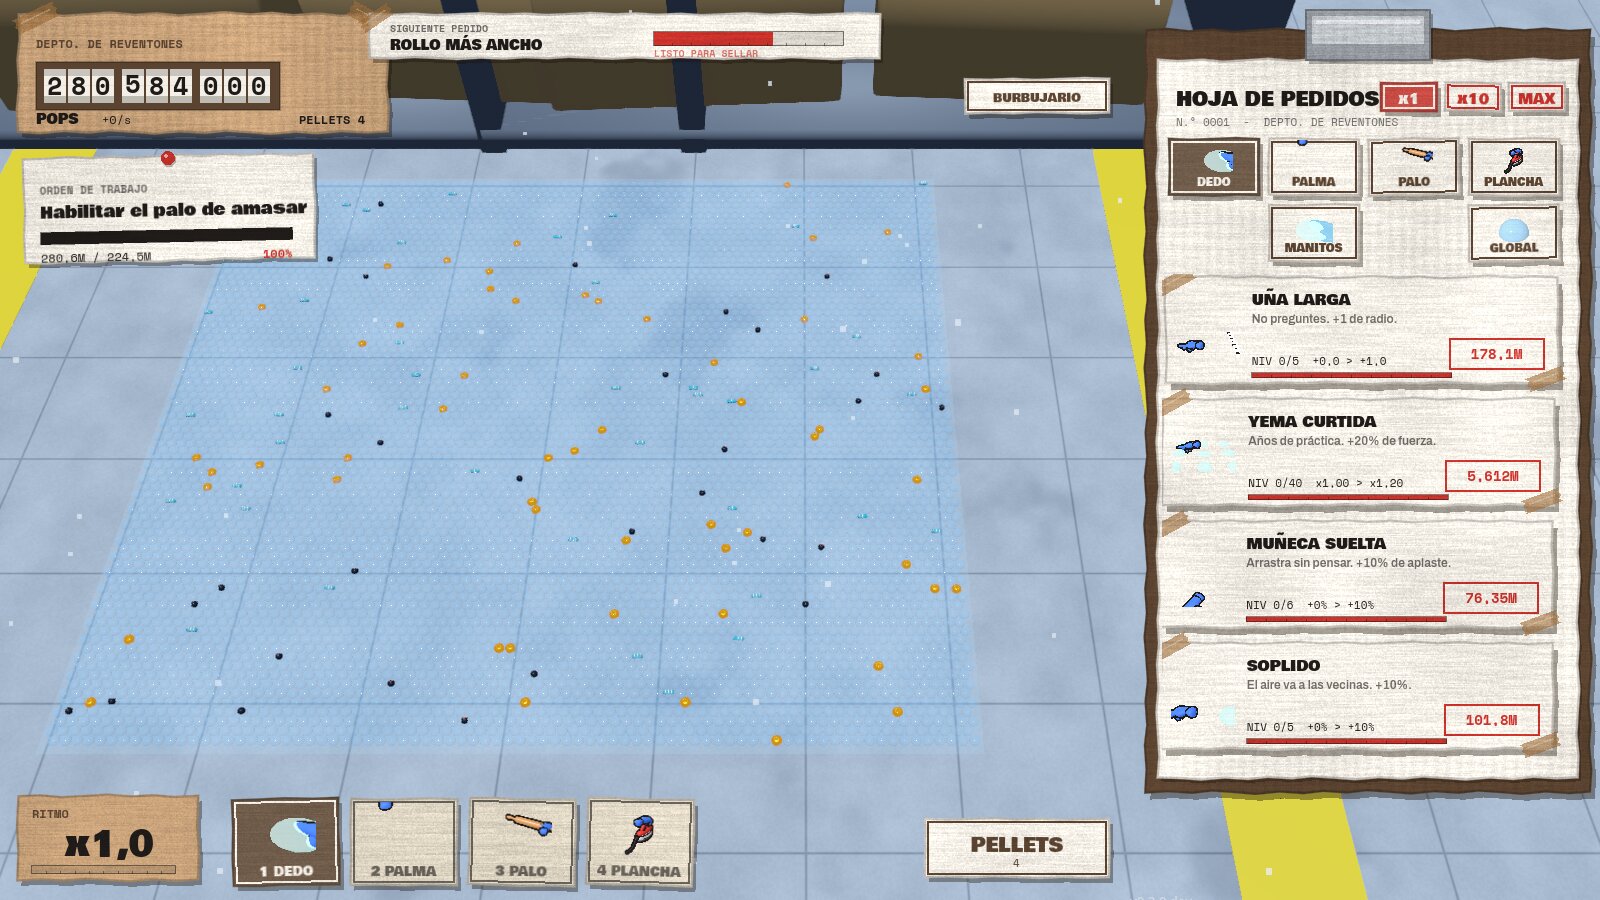 DEPTO. DE REVENTONES
280 584 000
POPS +0/s PELLETS 4
SIGUIENTE PEDIDO
ROLLO MÁS ANCHO
LISTO PARA SELLAR
BURBUJARIO
ORDEN DE TRABAJO
Habilitar el palo de amasar
280,6M / 224,5M 100%
HOJA DE PEDIDOS x1 x10 MAX
N.° 0001 - DEPTO. DE REVENTONES
DEDO PALMA PALO PLANCHA
MANITOS GLOBAL
UÑA LARGA
No preguntes. +1 de radio.
NIV 0/5 +0,0 > +1,0 178,1M
YEMA CURTIDA
Años de práctica. +20% de fuerza.
NIV 0/40 x1,00 > x1,20 5,612M
MUÑECA SUELTA
Arrastra sin pensar. +10% de aplaste.
NIV 0/6 +0% > +10% 76,35M
SOPLIDO
El aire va a las vecinas. +10%.
NIV 0/5 +0% > +10% 101,8M
RITMO
x1,0
1 DEDO 2 PALMA 3 PALO 4 PLANCHA
PELLETS
4